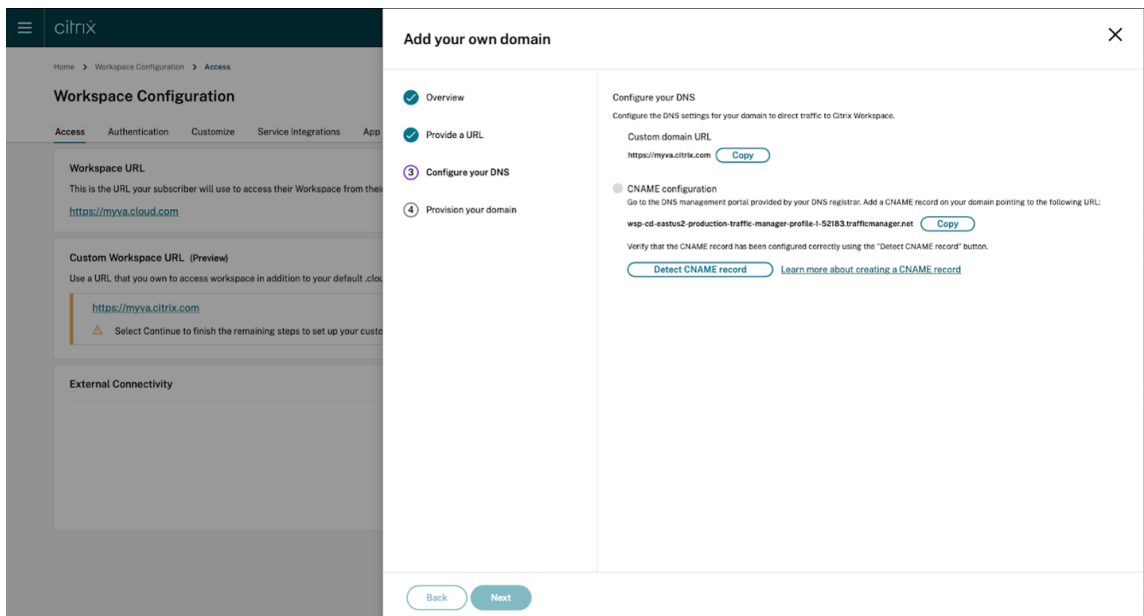 citrix
Home > Workspace Configuration > Access
Workspace Configuration
Access Authentication Customize Service Integrations App
Workspace URL
This is the URL your subscriber will use to access their Workspace from thei
https://myva.cloud.com
Custom Workspace URL (Preview)
Use a URL that you own to access workspace in addition to your default .clou
https://myva.citrix.com
Select Continue to finish the remaining steps to set up your custo
External Connectivity
Add your own domain
Overview
Provide a URL
3 Configure your DNS
4 Provision your domain
Configure your DNS
Configure the DNS settings for your domain to direct traffic to Citrix Workspace.
Custom domain URL
https://myva.citrix.com Copy
CNAME configuration
Go to the DNS management portal provided by your DNS registrar. Add a CNAME record on your domain pointing to the following URL:
wsp-cd-eastus2-production-traffic-manager-profile-1-52183.trafficmanager.net Copy
Verify that the CNAME record has been configured correctly using the "Detect CNAME record" button.
Detect CNAME record Learn more about creating a CNAME record
Back Next